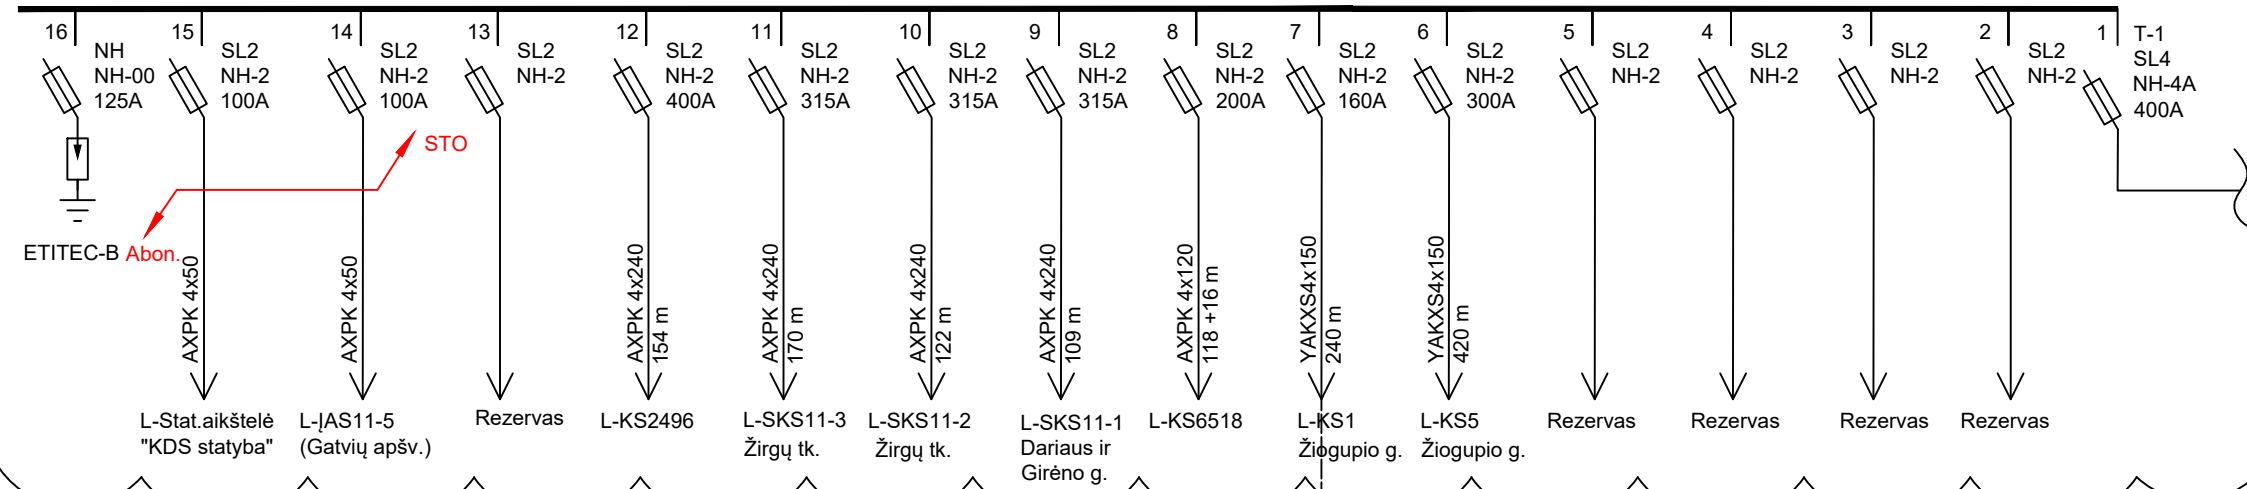 16
NH
NH-00
125A
ETITEC-B
Abon.
STO
15
SL2
NH-2
100A
AXPK 4x50
L-Stat.aikštelė
"KDS statyba"
14
SL2
NH-2
100A
AXPK 4x50
L-ĮAS11-5
(Gatvių apšv.)
13
SL2
NH-2
Rezervas
12
SL2
NH-2
400A
AXPK 4x240
154 m
L-KS2496
11
SL2
NH-2
315A
AXPK 4x240
170 m
L-SKS11-3
Žirgų tk.
10
SL2
NH-2
315A
AXPK 4x240
122 m
L-SKS11-2
Žirgų tk.
9
SL2
NH-2
315A
AXPK 4x240
109 m
L-SKS11-1
Dariaus ir
Girėno g.
8
SL2
NH-2
200A
AXPK 4x120
118 +16 m
L-KS6518
7
SL2
NH-2
160A
YAKXS4x150
240 m
L-KS1
Žiogupio g.
6
SL2
NH-2
300A
YAKXS4x150
420 m
L-KS5
Žiogupio g.
5
SL2
NH-2
Rezervas
4
SL2
NH-2
Rezervas
3
SL2
NH-2
Rezervas
2
SL2
NH-2
Rezervas
1
T-1
SL4
NH-4A
400A